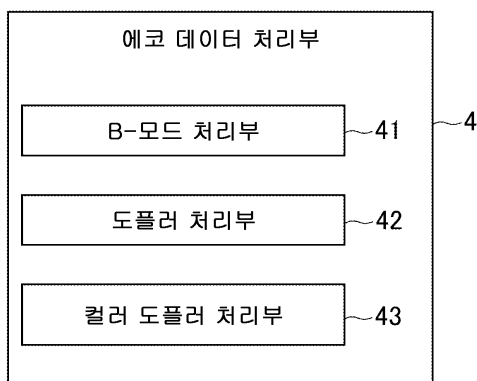 에코 데이터 처리부
4
B-모드 처리부
41
도플러 처리부
42
컬러 도플러 처리부
43